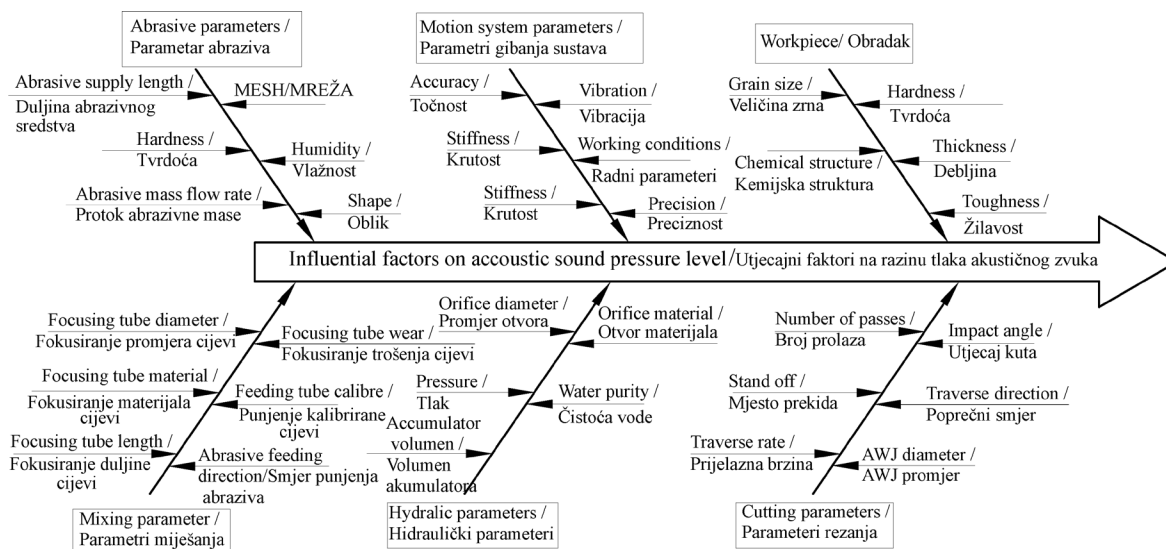 Abrasive parameters /
Parametar abraziva
Motion system parameters /
Parametri gibanja sustava
Workpiece/ Obradak
Abrasive supply length /
Duljina abrazivnog
sredstva
MESH/MREŽA
Hardness /
Tvrdoća
Humidity /
Vlažnost
Abrasive mass flow rate /
Protok abrazivne mase
Shape /
Oblik
Accuracy /
Točnost
Vibration /
Vibracija
Stiffness /
Krutost
Working conditions /
Radni parameteri
Stiffness /
Krutost
Precision /
Preciznost
Grain size /
Veličina zrna
Hardness /
Tvrdoća
Chemical structure /
Kemijska struktura
Thickness /
Debljina
Toughness /
Žilavost
Influential factors on accoustic sound pressure level/Utjecajni faktori na razinu tlaka akustičnog zvuka
Focusing tube diameter /
Fokusiranje promjera cijevi
Focusing tube wear /
Fokusiranje trošenja cijevi
Focusing tube material /
Fokusiranje materijala
cijevi
Feeding tube calibre /
Punjenje kalibrirane
cijevi
Focusing tube length /
Fokusiranje duljine
cijevi
Abrasive feeding
direction/Smjer punjenja
abraziva
Mixing parameter /
Parametri miješanja
Orifice diameter /
Promjer otvora
Orifice material /
Otvor materijala
Pressure /
Tlak
Water purity /
Čistoća vode
Accumulator
volumen /
Volumen
akumulatora
Hydralic parameters /
Hidraulički parameteri
Number of passes /
Broj prolaza
Impact angle /
Utjecaj kuta
Stand off /
Mjesto prekida
Traverse direction /
Poprečni smjer
Traverse rate /
Prijelazna brzina
AWJ diameter /
AWJ promjer
Cutting parameters /
Parameteri rezanja